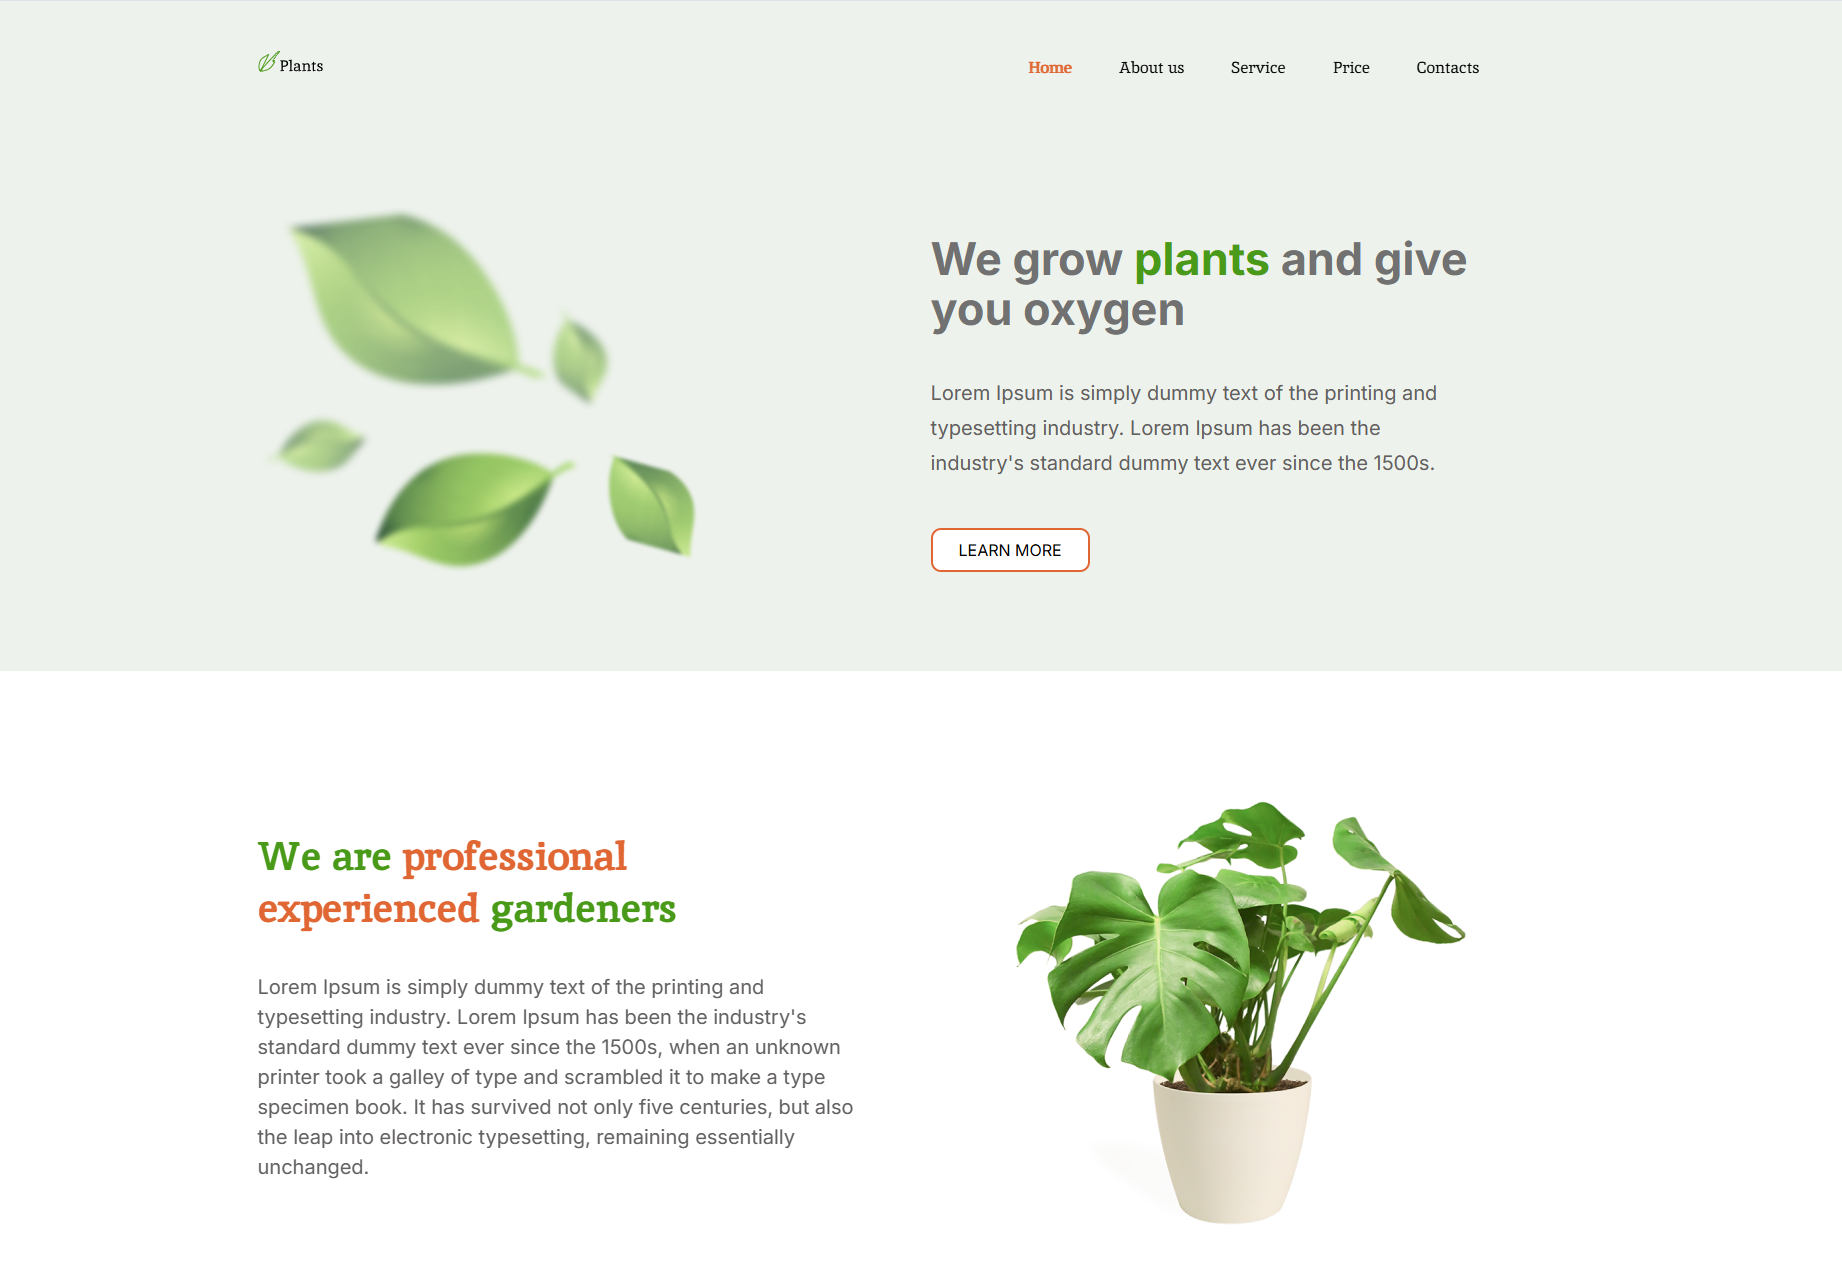 Plants
Home About us Service Price Contacts
We grow plants and give
you oxygen
Lorem Ipsum is simply dummy text of the printing and
typesetting industry. Lorem Ipsum has been the
industry's standard dummy text ever since the 1500s.
LEARN MORE
We are professional
experienced gardeners
Lorem Ipsum is simply dummy text of the printing and
typesetting industry. Lorem Ipsum has been the industry's
standard dummy text ever since the 1500s, when an unknown
printer took a galley of type and scrambled it to make a type
specimen book. It has survived not only five centuries, but also
the leap into electronic typesetting, remaining essentially
unchanged.